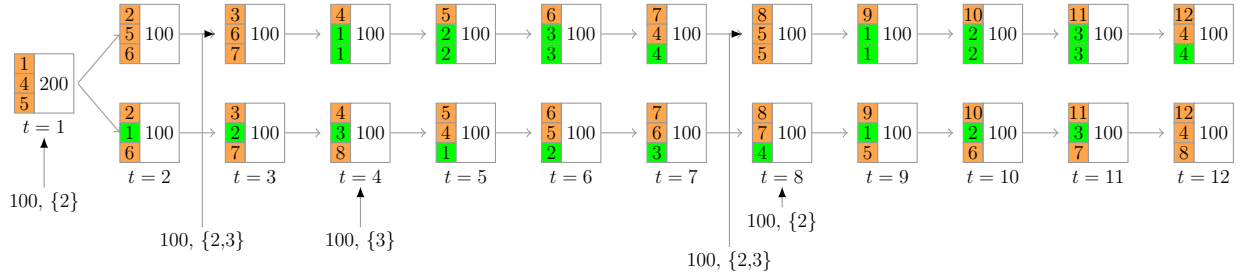 2 3 4 5 6 7 8 9 10 11 12
5 100 6 100 1 100 2 100 3 100 4 100 5 100 1 100 2 100 3 100 4 100
6 7 1 2 3 4 5 1 2 3 4
1
4 200
5
t = 1
2 3 4 5 6 7 8 9 10 11 12
1 100 2 100 3 100 4 100 5 100 6 100 7 100 1 100 2 100 3 100 4 100
6 7 8 1 2 3 4 5 6 7 8
t = 2 t = 3 t = 4 t = 5 t = 6 t = 7 t = 8 t = 9 t = 10 t = 11 t = 12
100, {2}
100, {2}
100, {2,3} 100, {3}
100, {2,3}